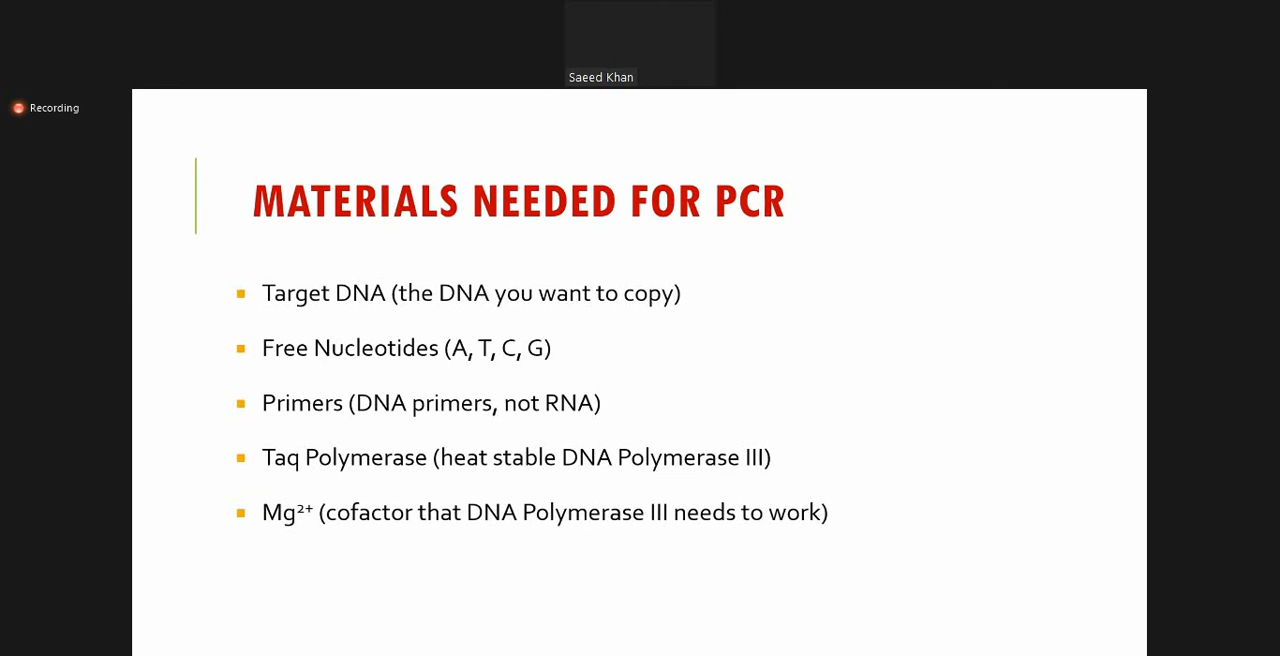 Saeed Khan
Recording
MATERIALS NEEDED FOR PCR
Target DNA (the DNA you want to copy)
Free Nucleotides (A, T, C, G)
Primers (DNA primers, not RNA)
Taq Polymerase (heat stable DNA Polymerase III)
Mg²⁺ (cofactor that DNA Polymerase III needs to work)